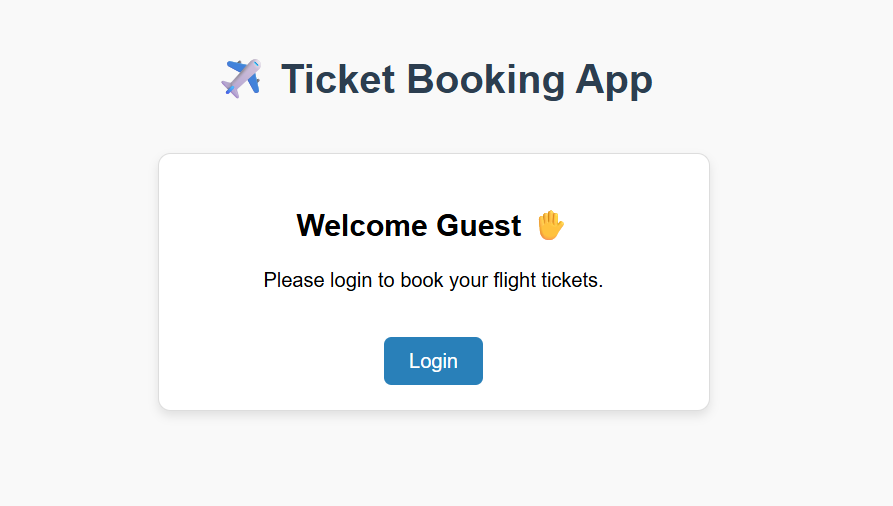 Ticket Booking App
Welcome Guest
Please login to book your flight tickets.
Login